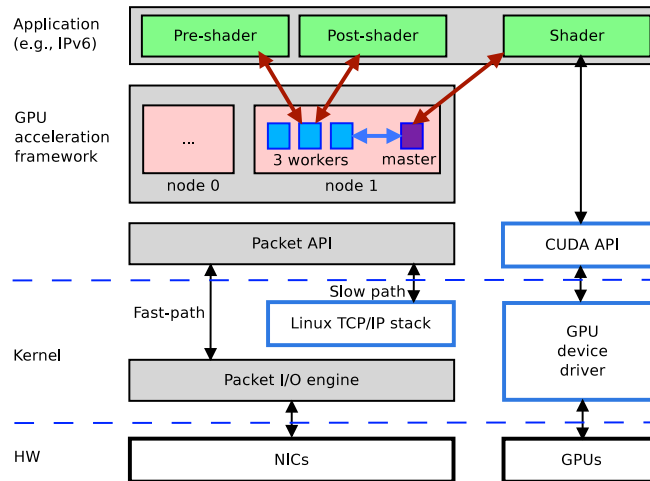 Application
(e.g., IPv6)
Pre-shader
Post-shader
Shader
GPU
acceleration
framework
...
3 workers
master
node 0
node 1
Packet API
CUDA API
Slow path
Fast-path
Linux TCP/IP stack
Kernel
GPU
device
driver
Packet I/O engine
HW
NICs
GPUs